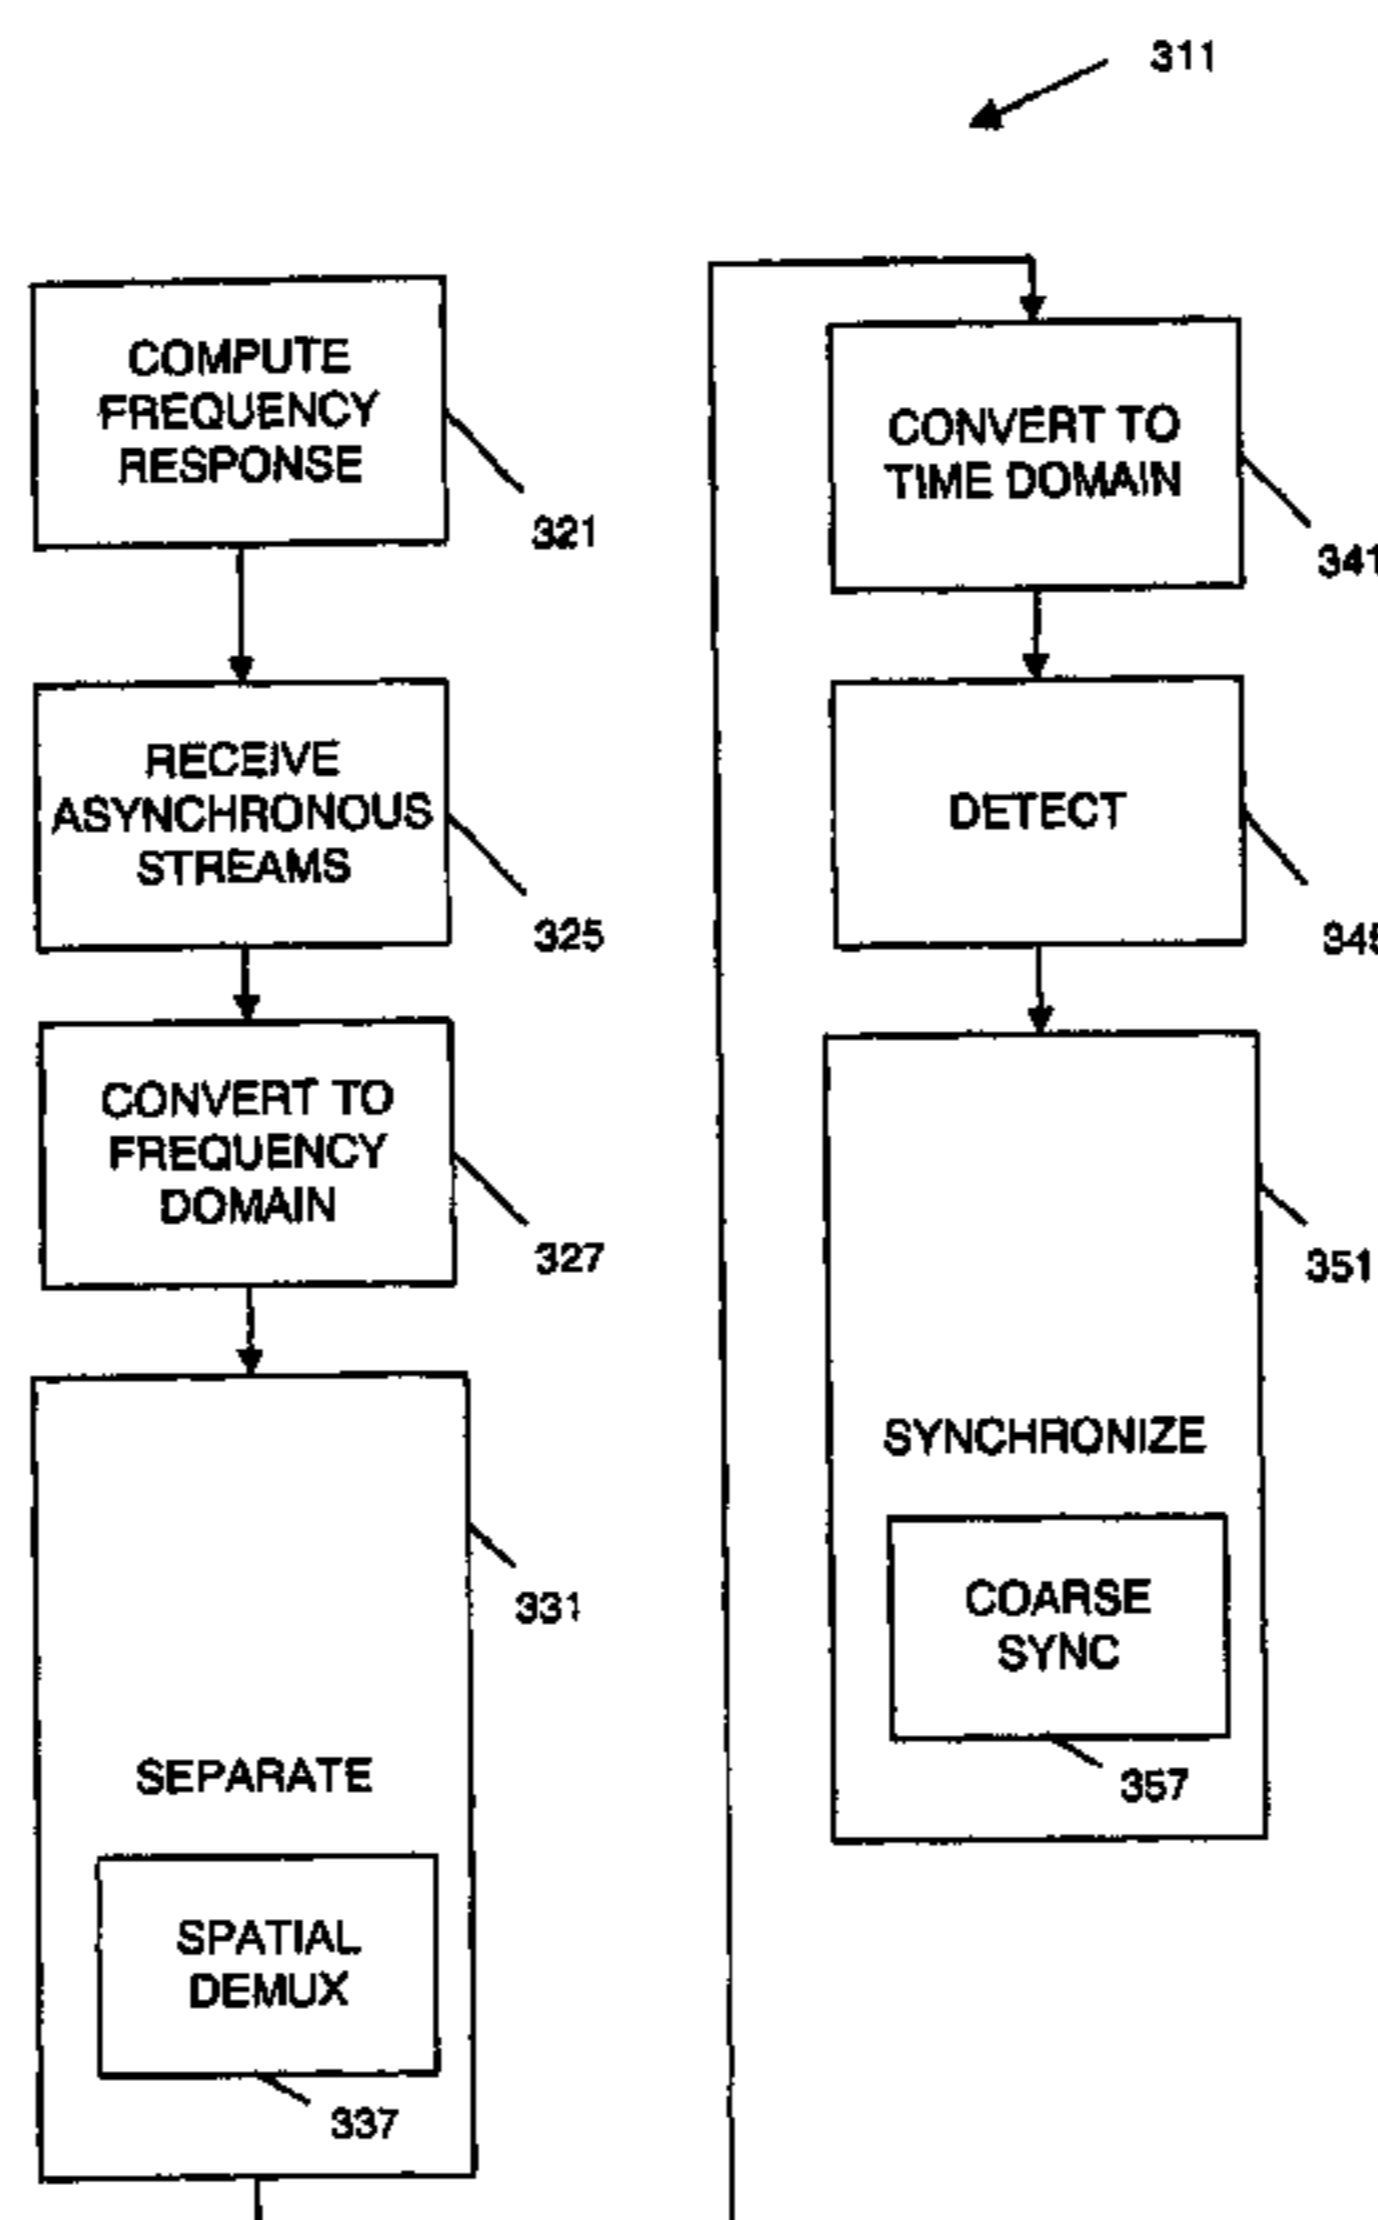 311
COMPUTE
FREQUENCY
RESPONSE
321
RECEIVE
ASYNCHRONOUS
STREAMS
325
CONVERT TO
FREQUENCY
DOMAIN
327
SEPARATE
331
SPATIAL
DEMUX
337
CONVERT TO
TIME DOMAIN
341
DETECT
345
SYNCHRONIZE
351
COARSE
SYNC
357